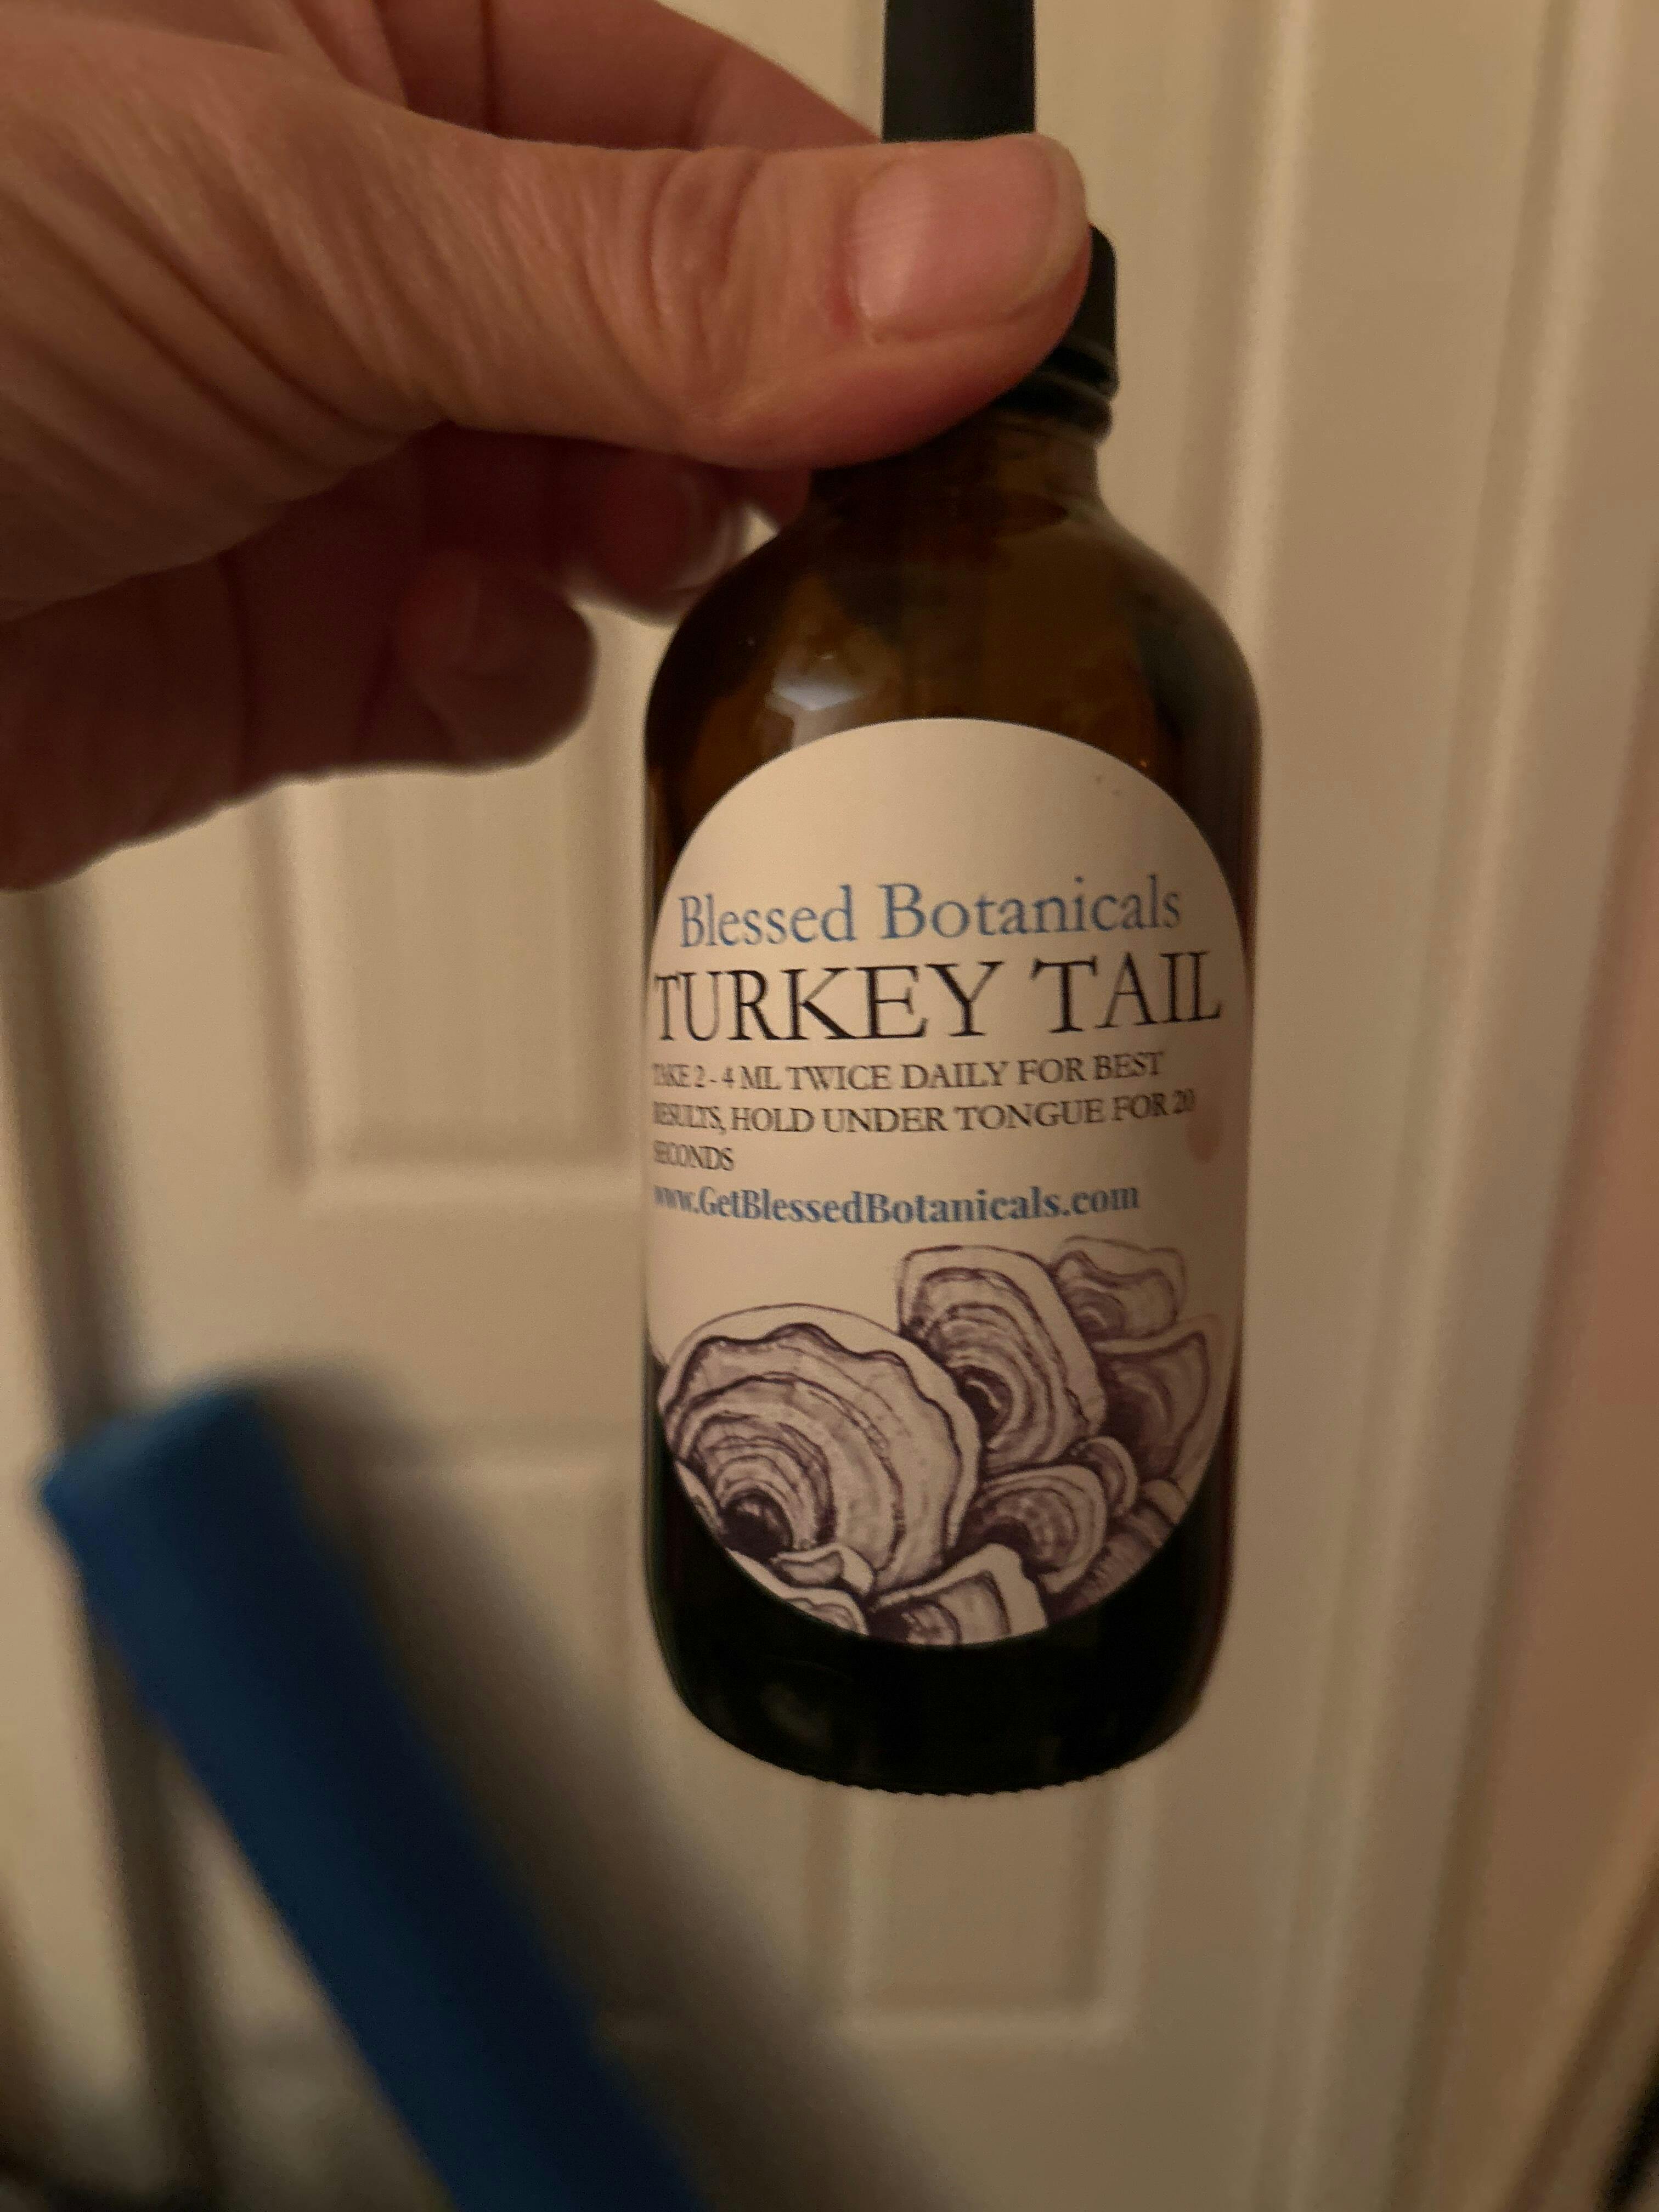 Blessed Botanicals
TURKEY TAIL
TAKE 2 - 4 ML TWICE DAILY FOR BEST
RESULTS, HOLD UNDER TONGUE FOR 20
SECONDS
www.GetBlessedBotanicals.com